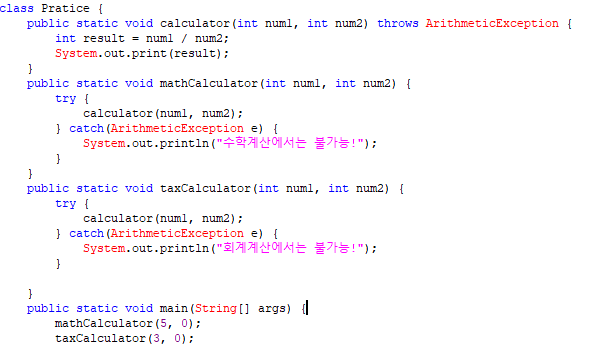 class Pratice {
    public static void calculator(int num1, int num2) throws ArithmeticException {
        int result = num1 / num2;
        System.out.print(result);
    }
    public static void mathCalculator(int num1, int num2) {
        try {
            calculator(num1, num2);
        } catch(ArithmeticException e) {
            System.out.println("수학계산에서는 불가능!");
        }
    }
    public static void taxCalculator(int num1, int num2) {
        try {
            calculator(num1, num2);
        } catch(ArithmeticException e) {
            System.out.println("회계계산에서는 불가능!");
        }

    }
    public static void main(String[] args) {
        mathCalculator(5, 0);
        taxCalculator(3, 0);